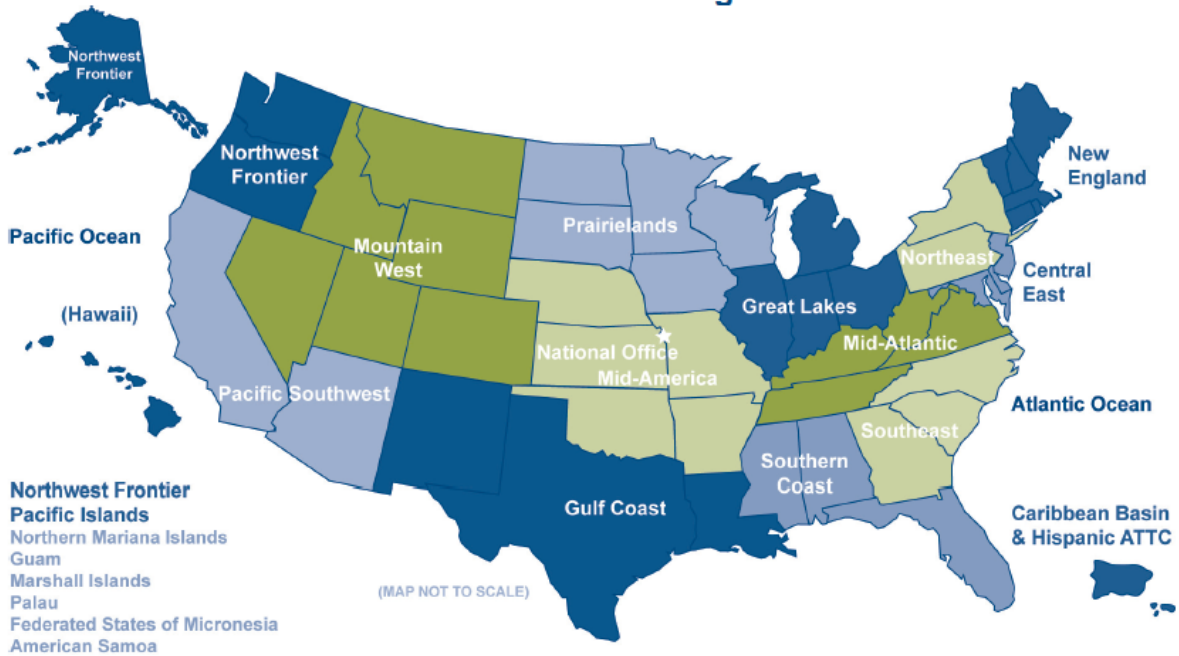 Northwest
Frontier
Northwest
Frontier
New
England
Pacific Ocean
Prairielands
Mountain
West
Northeast
Central
East
(Hawaii)
Great Lakes
Mid-Atlantic
National Office
Mid-America
Pacific Southwest
Atlantic Ocean
Southeast
Southern
Coast
Northwest Frontier
Pacific Islands
Gulf Coast
Caribbean Basin
& Hispanic ATTC
Northern Mariana Islands
Guam
Marshall Islands
(MAP NOT TO SCALE)
Palau
Federated States of Micronesia
American Samoa